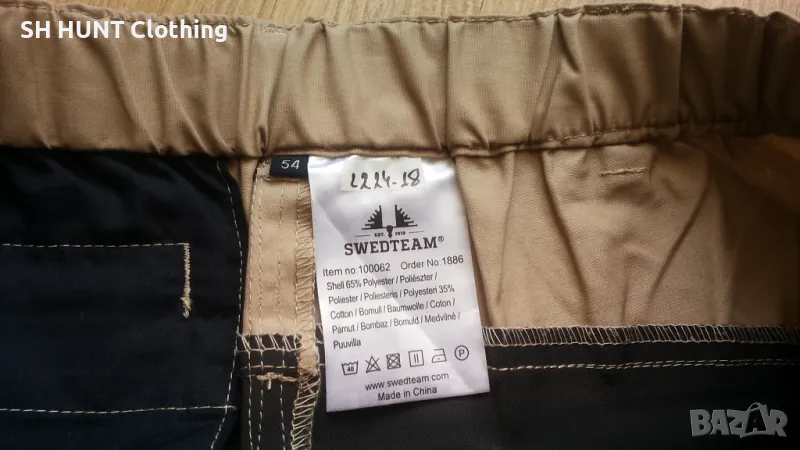 SH HUNT Clothing
54
2224-18
EST. 1919
SWEDTEAM®
Item no:100062 Order No:1886
Shell 65% Polyester / Poliészter /
Poliester / Poliesteris / Polyesteri 35%
Cotton / Bomull / Baumwolle / Coton /
Pamut / Bombaz / Bomuld / Medvilnė /
Puuvilla
40
P
www.swedteam.com
Made in China
BAZAR